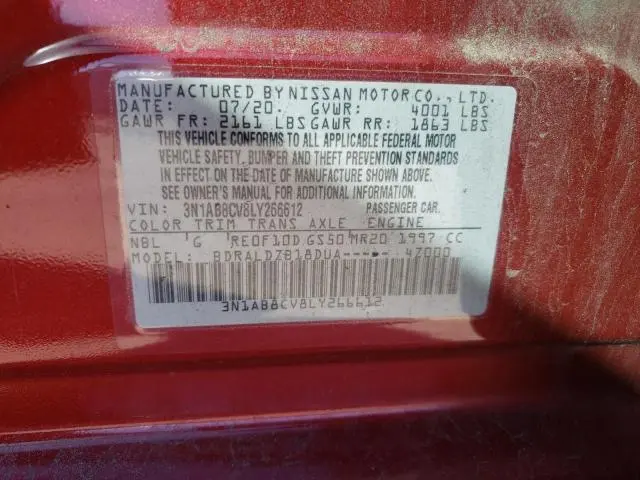 MANUFACTURED BY NISSAN MOTOR CO., LTD.
DATE: 07/20 GVWR: 4001 LBS
GAWR FR: 2161 LBS GAWR RR: 1863 LBS
THIS VEHICLE CONFORMS TO ALL APPLICABLE FEDERAL MOTOR
VEHICLE SAFETY, BUMPER AND THEFT PREVENTION STANDARDS
IN EFFECT ON THE DATE OF MANUFACTURE SHOWN ABOVE.
SEE OWNER'S MANUAL FOR ADDITIONAL INFORMATION
VIN: 3N1AB8CV8LY266612 PASSENGER CAR.
COLOR TRIM TRANS AXLE ENGINE
NBL G RE0F10D GS50 MR20 1997 CC
MODEL: BDRALDZB18DUA----- 4Z000
3N1AB8CV8LY266612